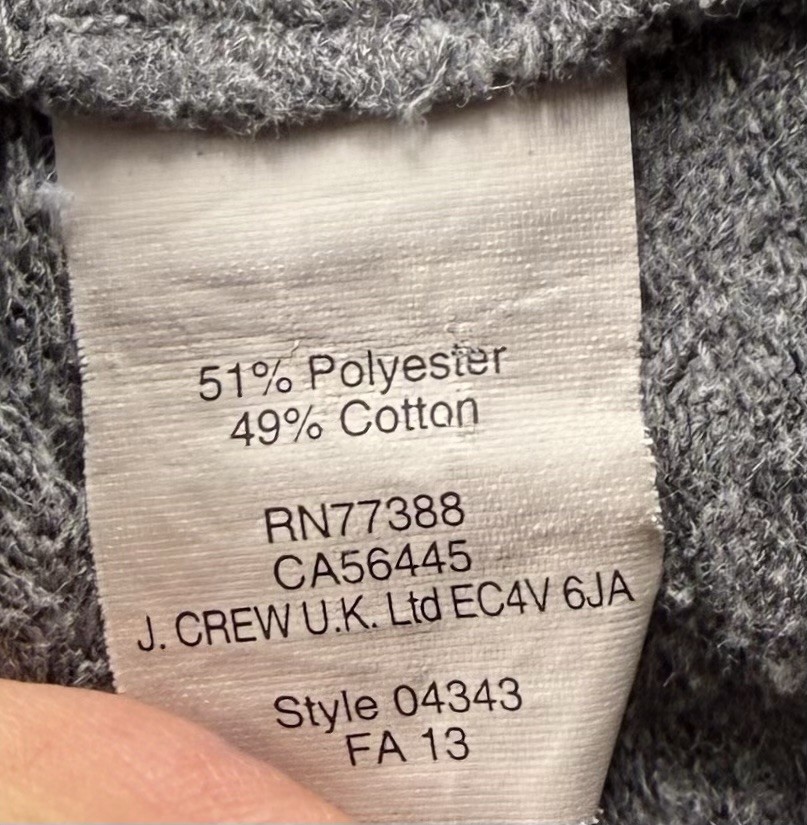 51% Polyester
49% Cotton
RN77388
CA56445
J. CREW U.K. Ltd EC4V 6JA
Style 04343
FA 13